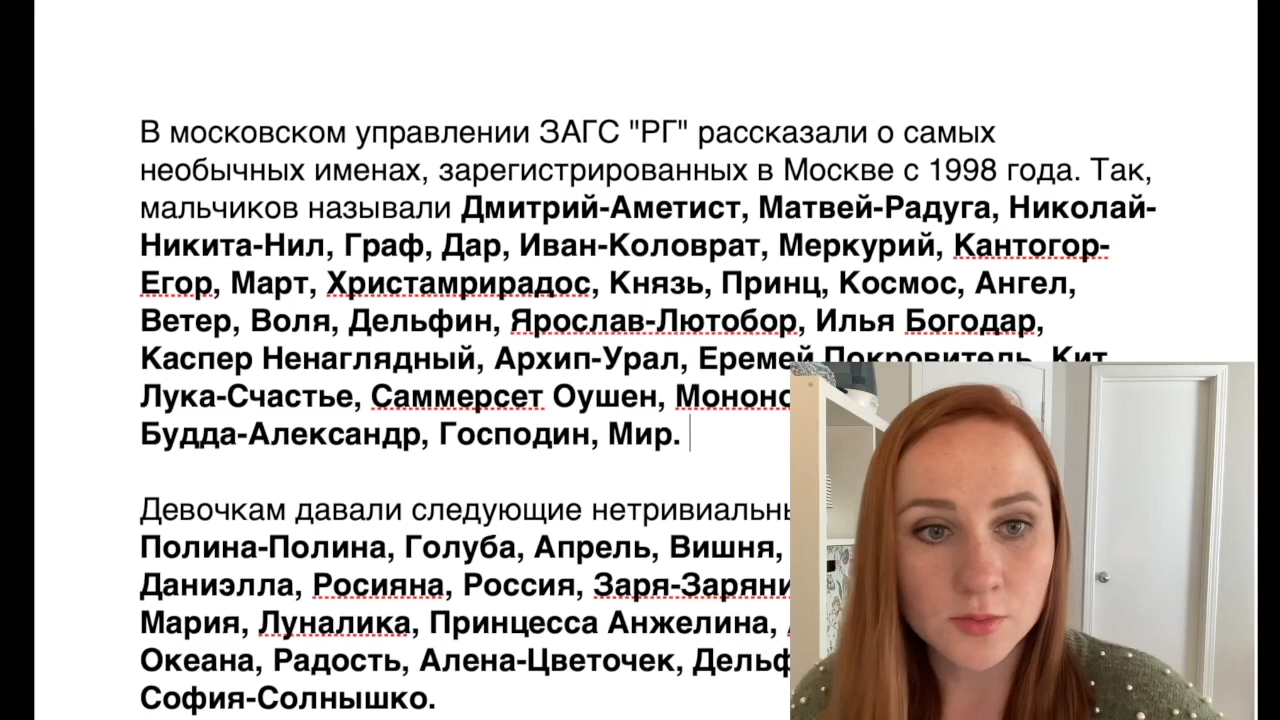 В московском управлении ЗАГС "РГ" рассказали о самых
необычных именах, зарегистрированных в Москве с 1998 года. Так,
мальчиков называли Дмитрий-Аметист, Матвей-Радуга, Николай-
Никита-Нил, Граф, Дар, Иван-Коловрат, Меркурий, Кантогор-
Егор, Март, Христамрирадос, Князь, Принц, Космос, Ангел,
Ветер, Воля, Дельфин, Ярослав-Лютобор, Илья Богодар,
Каспер Ненаглядный, Архип-Урал, Еремей Покровитель, Кит
Лука-Счастье, Саммерсет Оушен,
Будда-Александр, Господин, Мир.
Девочкам давали следующие
Полина-Полина, Голуба, Апрель, Вишня,
Даниэлла, Росияна, Россия,
Мария, Луналика, Принцесса Анжелина,
Океана, Радость, Алена-Цветочек,
София-Солнышко.